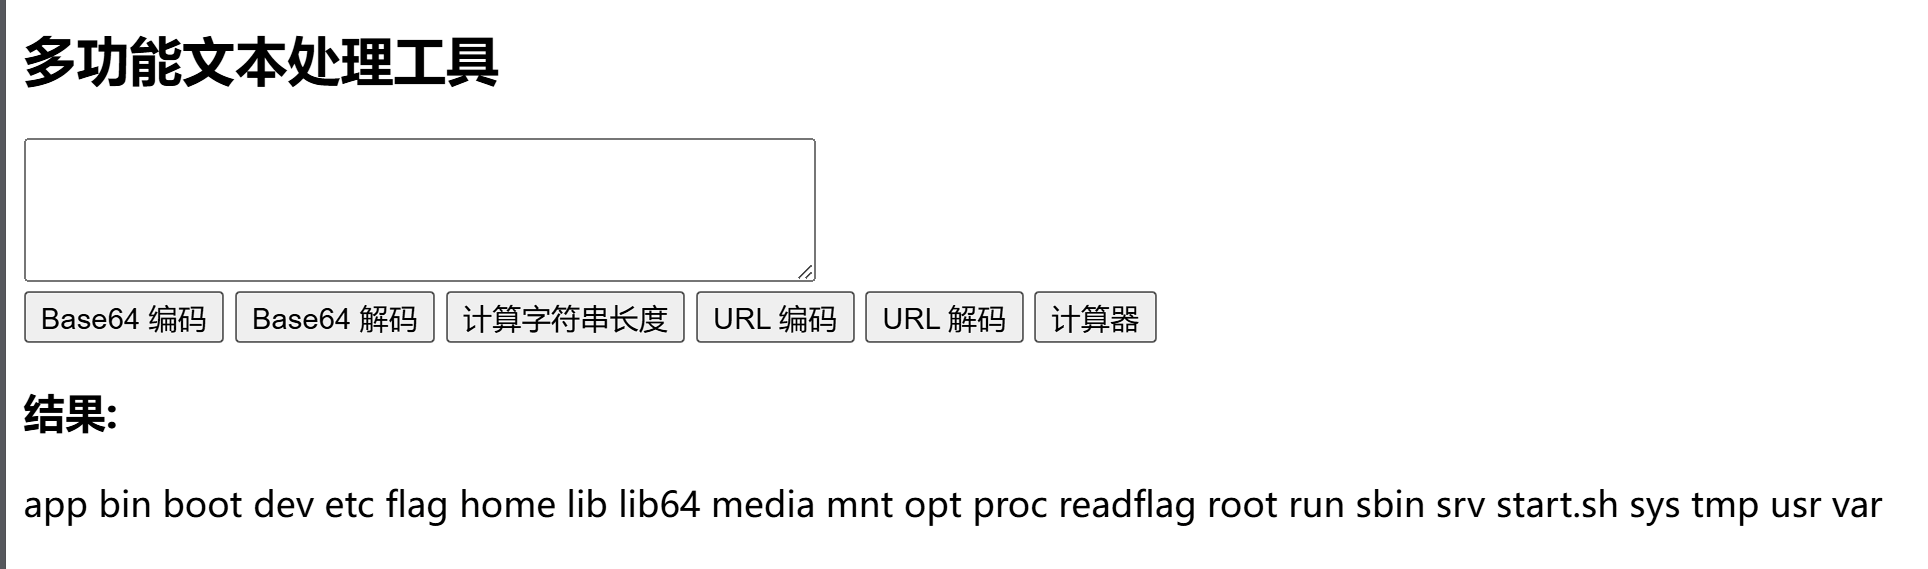 多功能文本处理工具
Base64 编码 Base64 解码 计算字符串长度 URL 编码 URL 解码 计算器
结果:
app bin boot dev etc flag home lib lib64 media mnt opt proc readflag root run sbin srv start.sh sys tmp usr var